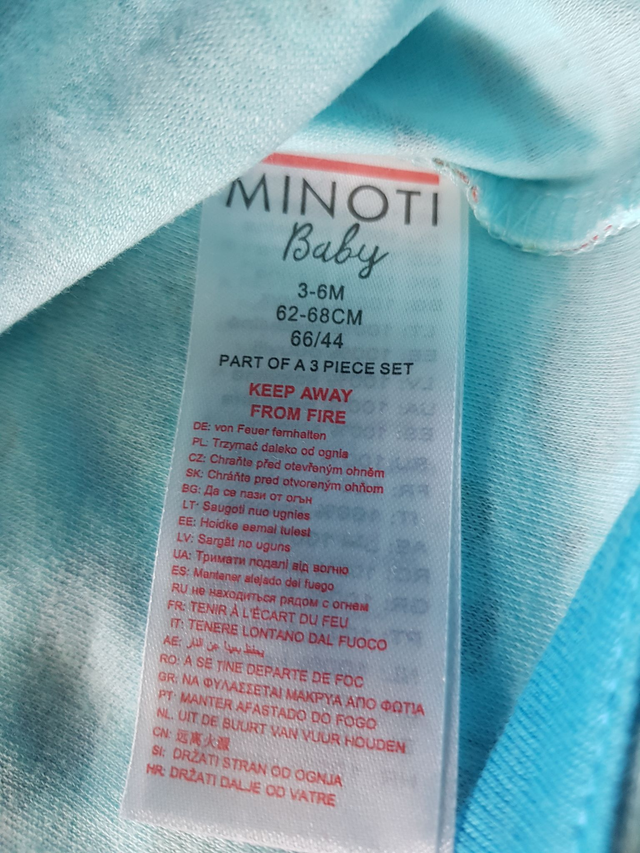 MINOTI
Baby
3-6M
62-68CM
66/44
PART OF A 3 PIECE SET
KEEP AWAY
FROM FIRE
DE: von Feuer fernhalten
PL: Trzymać daleko od ognia
CZ: Chraňte před otevřeným ohněm
SK: Chráňte pred otvoreným ohňom
BG: Да се пази от огън
LT: Saugoti nuo ugnies
EE: Hoidke eemal tulest
LV: Sargāt no uguns
UA: Тримати подалі від вогню
ES: Mantener alejado del fuego
RU не находиться рядом с огнем
FR: TENIR À L'ÉCART DU FEU
IT: TENERE LONTANO DAL FUOCO
AE: يحفظ بعيدا عن النار
RO: A SE ŢINE DEPARTE DE FOC
GR: ΝΑ ΦΥΛΑΣΣΕΤΑΙ ΜΑΚΡΥΑ ΑΠΟ ΦΩΤΙΑ
PT: MANTER AFASTADO DO FOGO
NL: UIT DE BUURT VAN VUUR HOUDEN
CN: 远离火源
SI: DRŽATI STRAN OD OGNJA
HR: DRŽATI DALJE OD VATRE